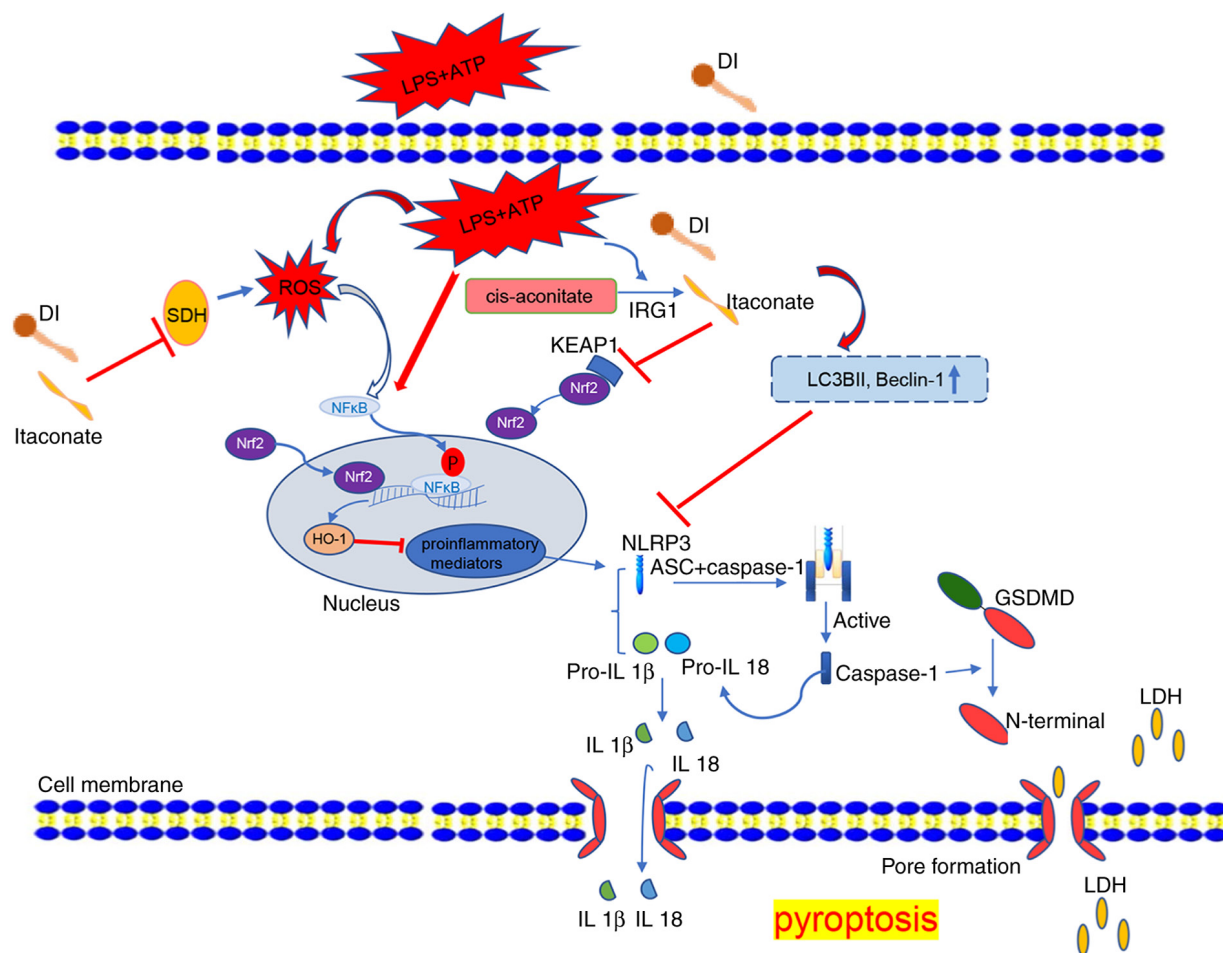 LPS+ATP
DI
LPS+ATP
DI
ROS
cis-aconitate
IRG1
Itaconate
DI
SDH
KEAP1
Nrf2
LC3BII, Beclin-1
Itaconate
NFκB
Nrf2
Nrf2
P
Nrf2
NFκB
HO-1
proinflammatory
mediators
Nucleus
NLRP3
ASC+caspase-1
GSDMD
Active
Pro-IL 1β
Pro-IL 18
Caspase-1
N-terminal
LDH
IL 1β
IL 18
Cell membrane
Pore formation
IL 1β
IL 18
pyroptosis
LDH